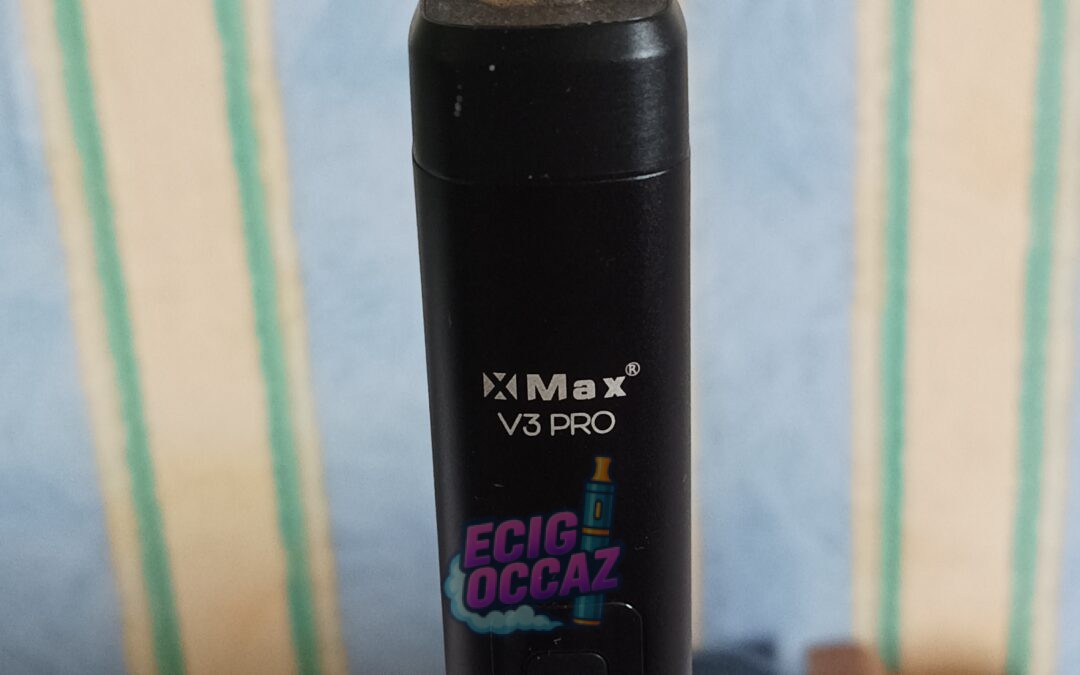 XMax®
V3 PRO
ECIG
OCCAZ